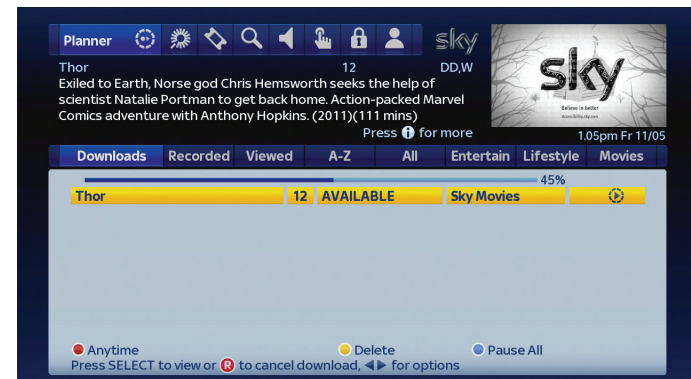 Planner
sky
Thor 12 DD,W
Exiled to Earth, Norse god Chris Hemsworth seeks the help of
scientist Natalie Portman to get back home. Action-packed Marvel
Comics adventure with Anthony Hopkins. (2011)(111 mins)
Press i for more
sky
Believe in better
Accessibility.sky.com
1.05pm Fr 11/05
Downloads Recorded Viewed A-Z All Entertain Lifestyle Movies
45%
Thor 12 AVAILABLE Sky Movies
Anytime Delete Pause All
Press SELECT to view or R to cancel download, ◀▶ for options